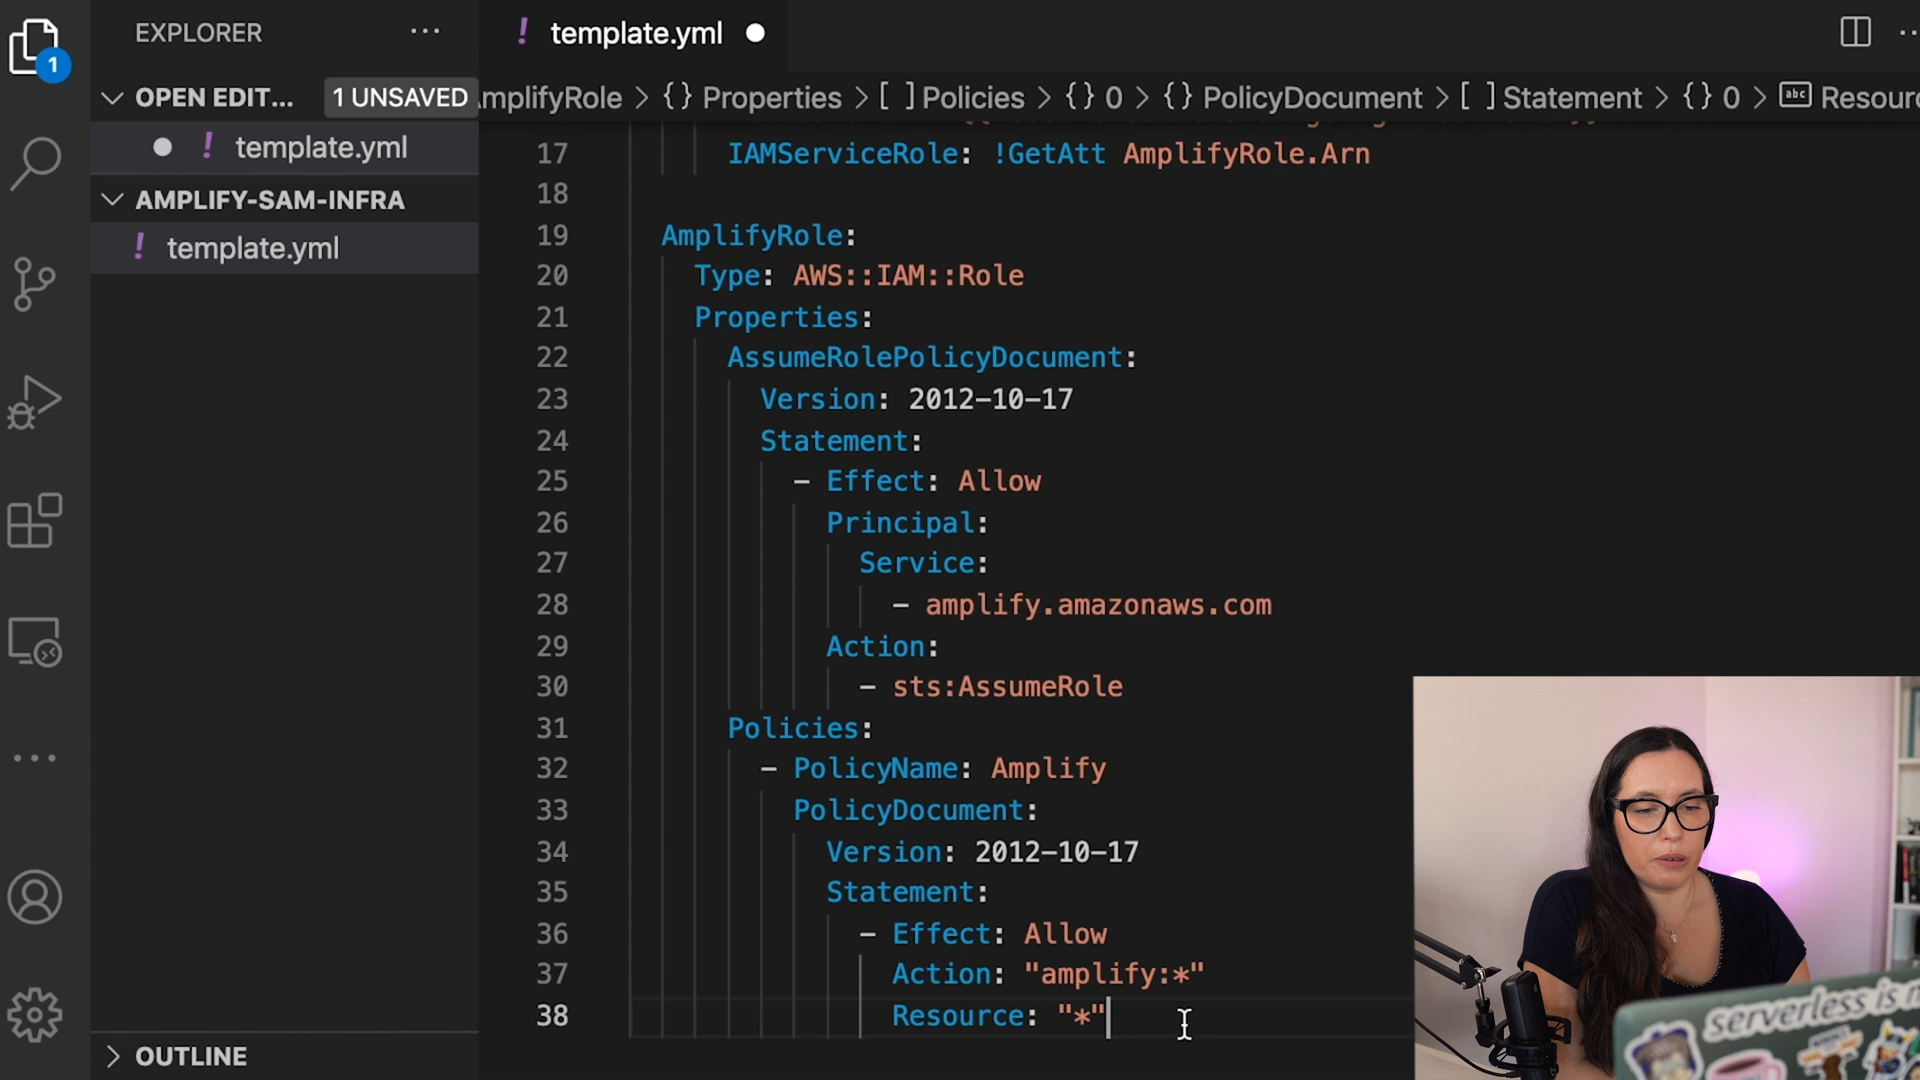 EXPLORER ···
! template.yml ●
1
OPEN EDIT... 1 UNSAVED
mplifyRole > {} Properties > [ ] Policies > {} 0 > {} PolicyDocument > [ ] Statement > {} 0 > abc Resour
● ! template.yml
AMPLIFY-SAM-INFRA
! template.yml
17 IAMServiceRole: !GetAtt AmplifyRole.Arn
18
19 AmplifyRole:
20 Type: AWS::IAM::Role
21 Properties:
22 AssumeRolePolicyDocument:
23 Version: 2012-10-17
24 Statement:
25 - Effect: Allow
26 Principal:
27 Service:
28 - amplify.amazonaws.com
29 Action:
30 - sts:AssumeRole
31 Policies:
32 - PolicyName: Amplify
33 PolicyDocument:
34 Version: 2012-10-17
35 Statement:
36 - Effect: Allow
37 Action: "amplify:*"
38 Resource: "*"
OUTLINE
serverless is